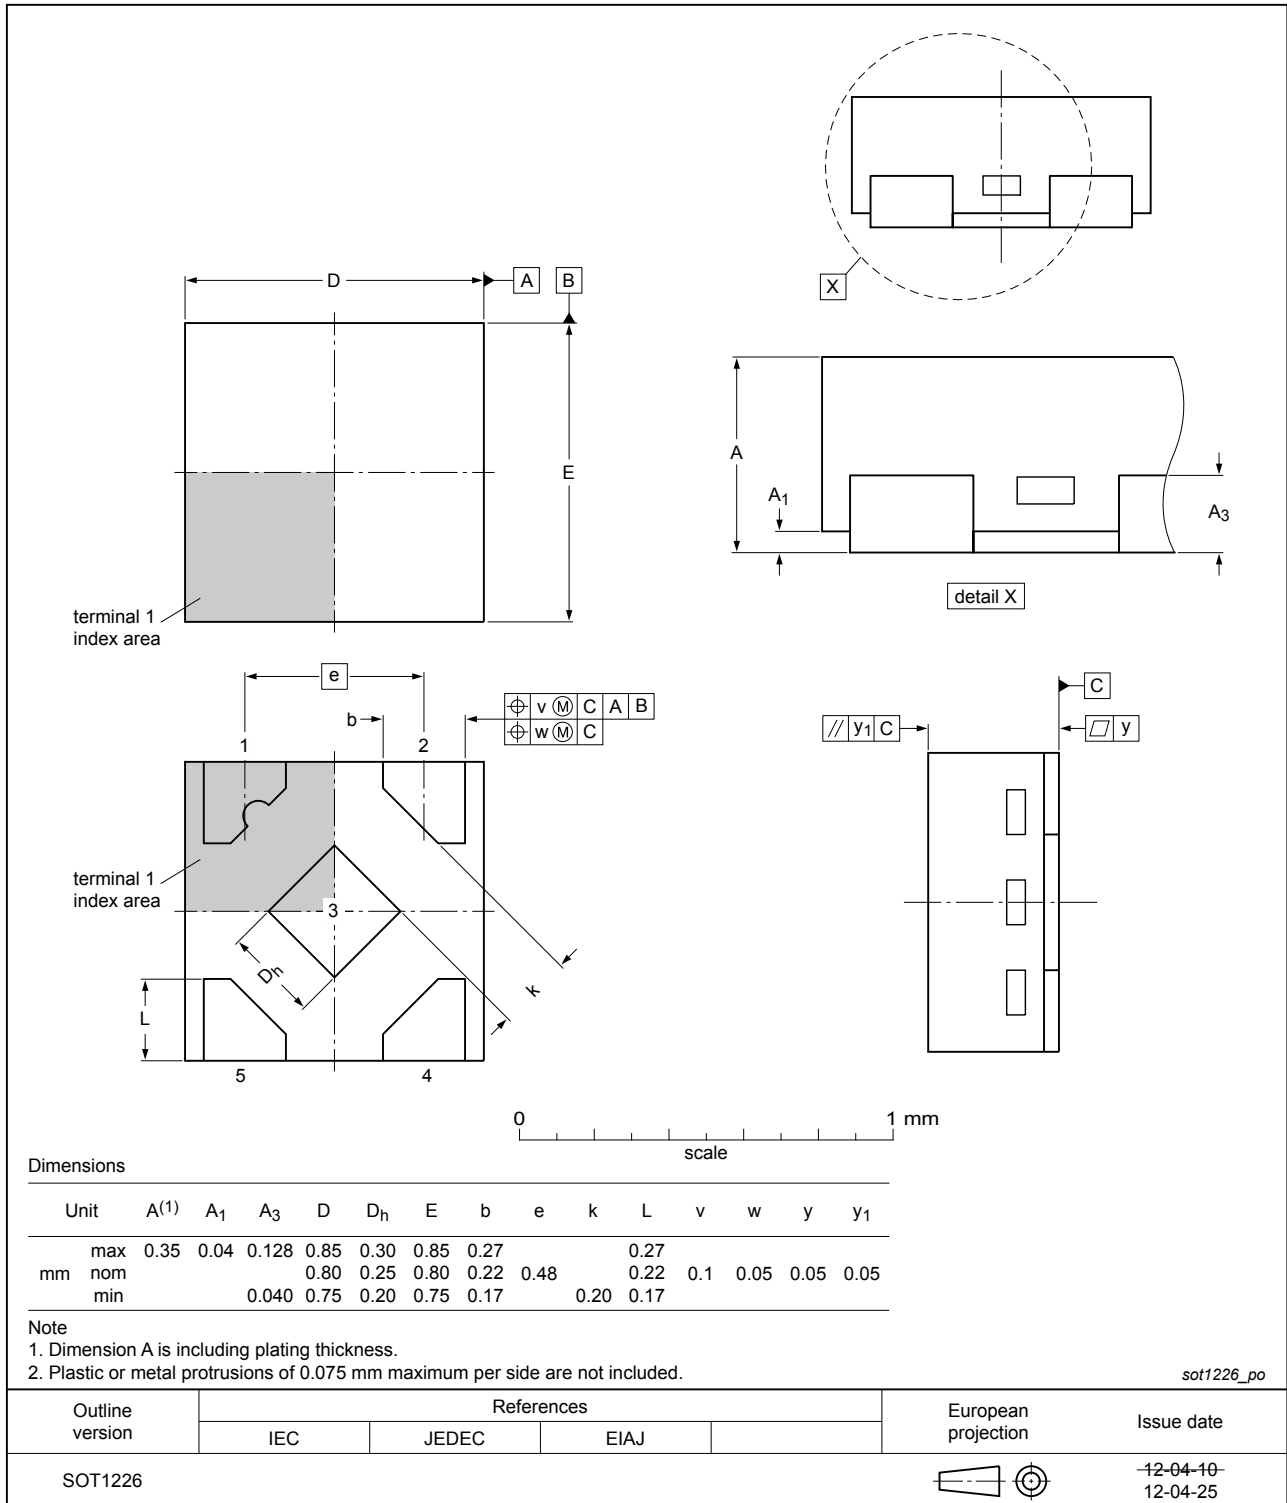 X
D
A
B
E
A
A1
A3
detail X
terminal 1
index area
e
b
v M C A B
w M C
1
2
C
// y1 C
y
terminal 1
index area
3
Dh
k
L
5
4
0
1 mm
scale
Dimensions
Unit A(1) A1 A3 D Dh E b e k L v w y y1
max 0.35 0.04 0.128 0.85 0.30 0.85 0.27 0.27
mm nom 0.80 0.25 0.80 0.22 0.48 0.22 0.1 0.05 0.05 0.05
min 0.040 0.75 0.20 0.75 0.17 0.20 0.17
Note
1. Dimension A is including plating thickness.
2. Plastic or metal protrusions of 0.075 mm maximum per side are not included.
sot1226_po
Outline
version
References
IEC JEDEC EIAJ
European
projection
Issue date
SOT1226
12-04-10
12-04-25